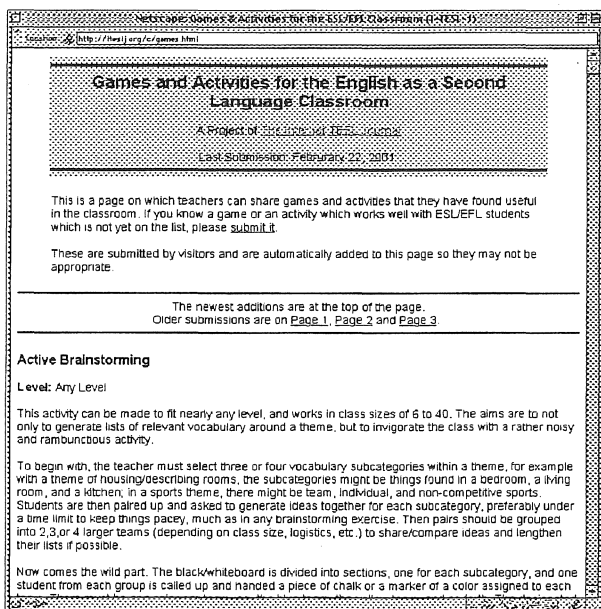 Netscape: Games & Activities for the ESL/EFL Classroom (I-TESL-J)
http://iteslj.org/c/games.html
Games and Activities for the English as a Second
Language Classroom
A Project of The Internet TESL Journal
Last Submission: Februrary 22, 2001
This is a page on which teachers can share games and activities that they have found useful
in the classroom. If you know a game or an activity which works well with ESL/EFL students
which is not yet on the list, please submit it.
These are submitted by visitors and are automatically added to this page so they may not be
appropriate.
The newest additions are at the top of the page.
Older submissions are on Page 1, Page 2 and Page 3.
Active Brainstorming
Level: Any Level
This activity can be made to fit nearly any level, and works in class sizes of 6 to 40. The aims are to not
only to generate lists of relevant vocabulary around a theme, but to invigorate the class with a rather noisy
and rambunctious activity.
To begin with, the teacher must select three or four vocabulary subcategories within a theme, for example
with a theme of housing/describing rooms, the subcategories might be things found in a bedroom, a living
room, and a kitchen; in a sports theme, there might be team, individual, and non-competitive sports.
Students are then paired up and asked to generate ideas together for each subcategory, preferably under
a time limit to keep things pacey, much as in any brainstorming exercise. Then pairs should be grouped
into 2,3,or 4 larger teams (depending on class size, logistics, etc.) to share/compare ideas and lengthen
their lists if possible.
Now comes the wild part. The black/whiteboard is divided into sections, one for each subcategory, and one
student from each group is called up and handed a piece of chalk or a marker of a color assigned to each